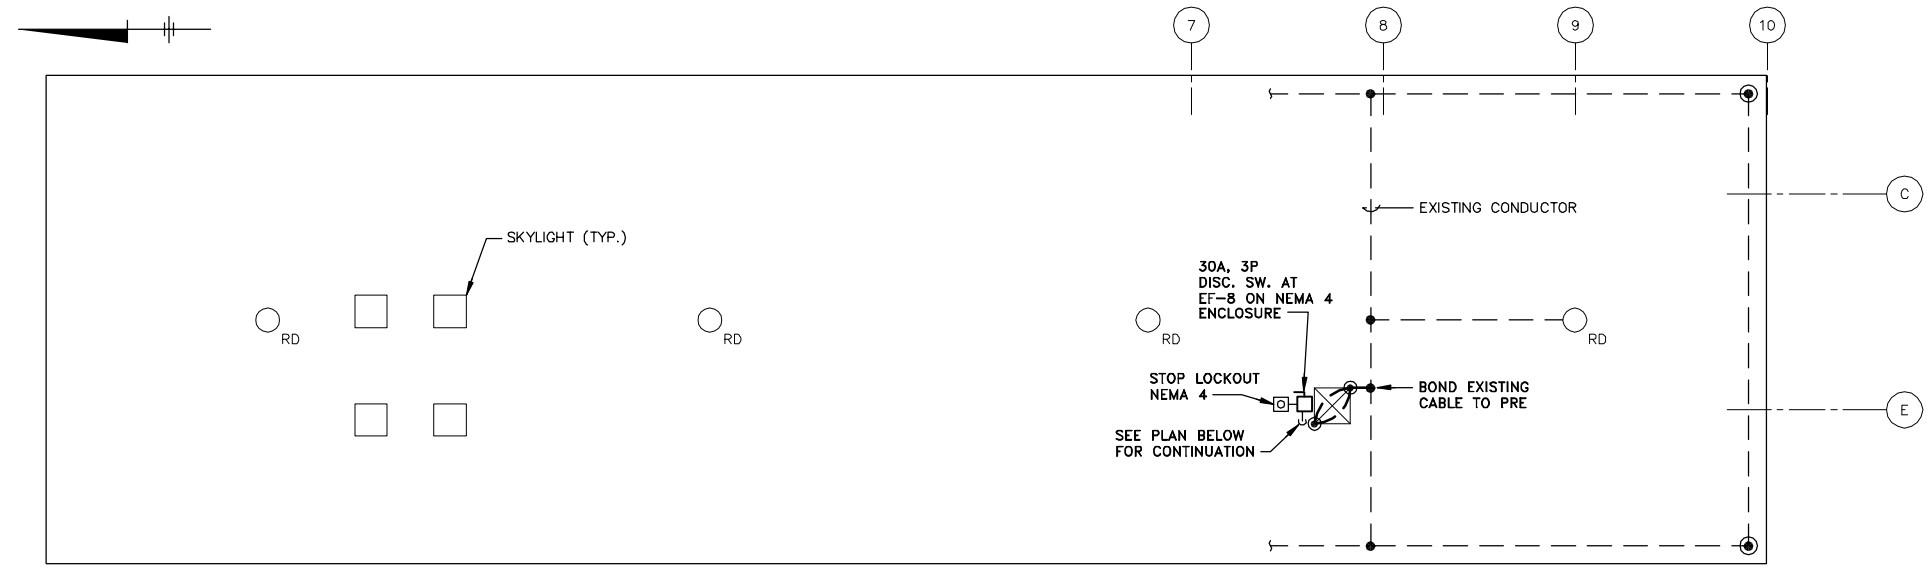 7
8
9
10
C
EXISTING CONDUCTOR
SKYLIGHT (TYP.)
30A, 3P
DISC. SW. AT
EF-8 ON NEMA 4
ENCLOSURE
RD
RD
RD
RD
STOP LOCKOUT
NEMA 4
BOND EXISTING
CABLE TO PRE
E
SEE PLAN BELOW
FOR CONTINUATION